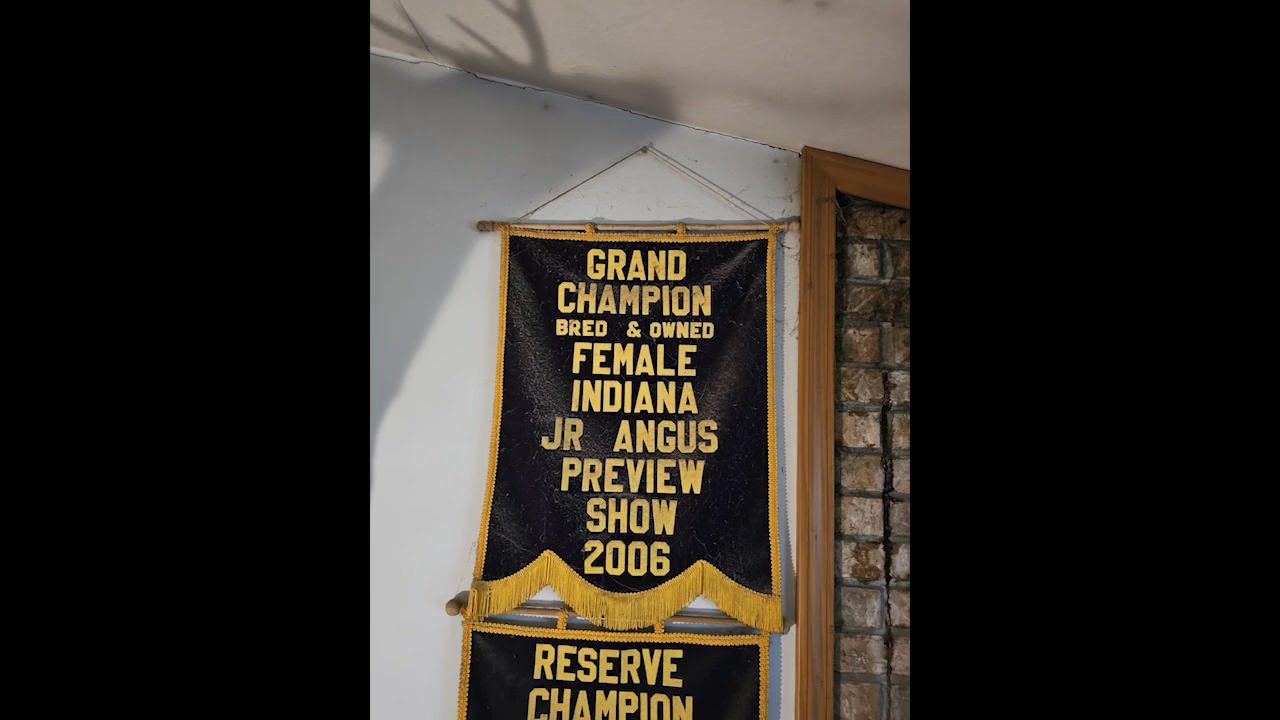 GRAND
CHAMPION
BRED & OWNED
FEMALE
INDIANA
JR ANGUS
PREVIEW
SHOW
2006
RESERVE
CHAMPION